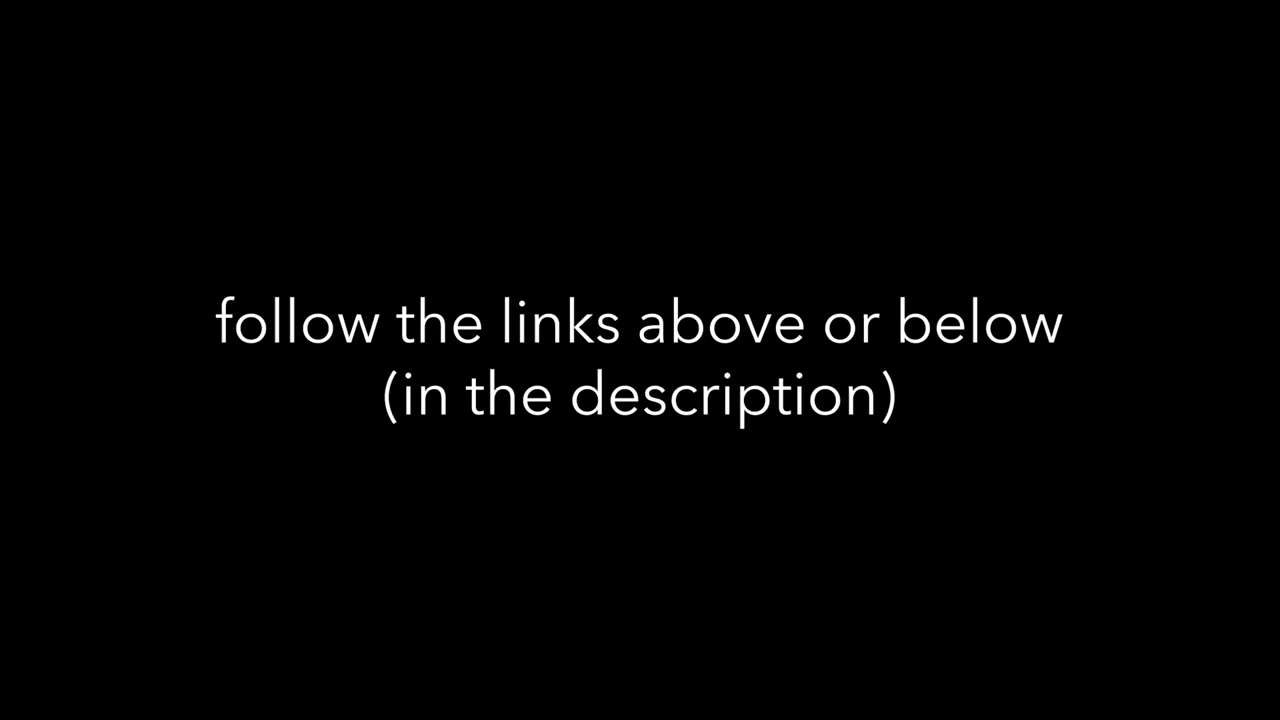 follow the links above or below
(in the description)